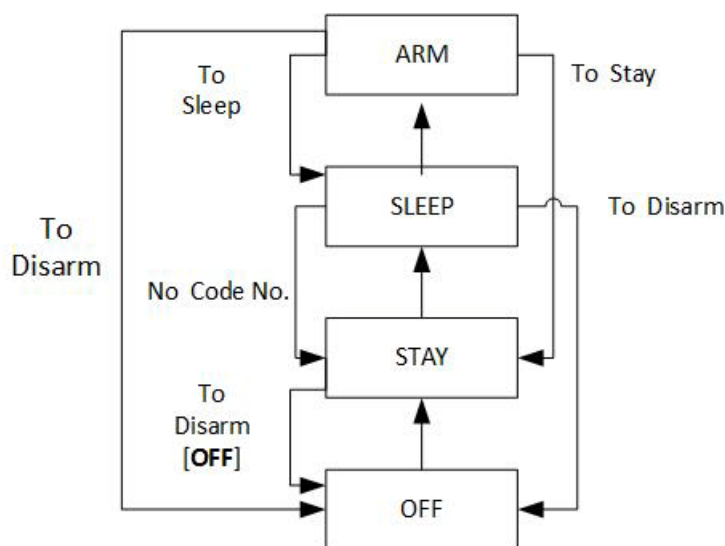 ARM
To
Sleep
To Stay
SLEEP
To Disarm
To
Disarm
No Code No.
STAY
To
Disarm
[OFF]
OFF